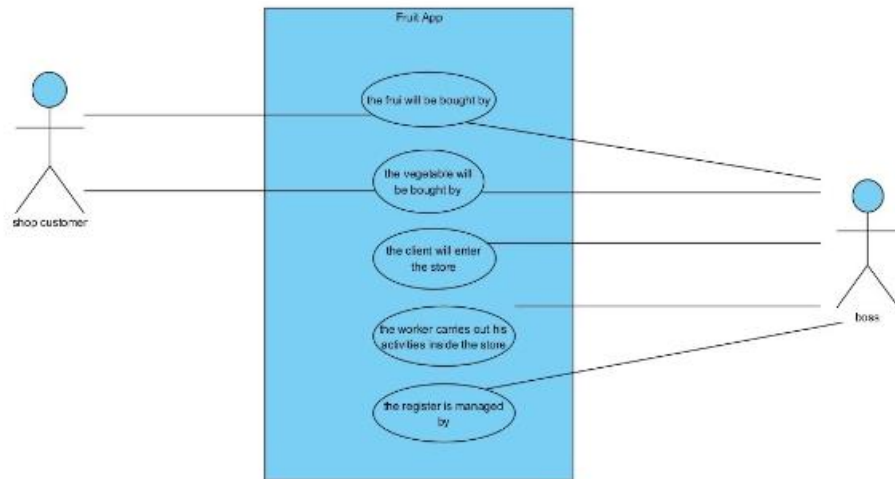 Fruit App
the frui will be bought by
the vegetable will
be bought by
shop customer
the client will enter
the store
the worker carries out his
activities inside the store
boss
the register is managed
by